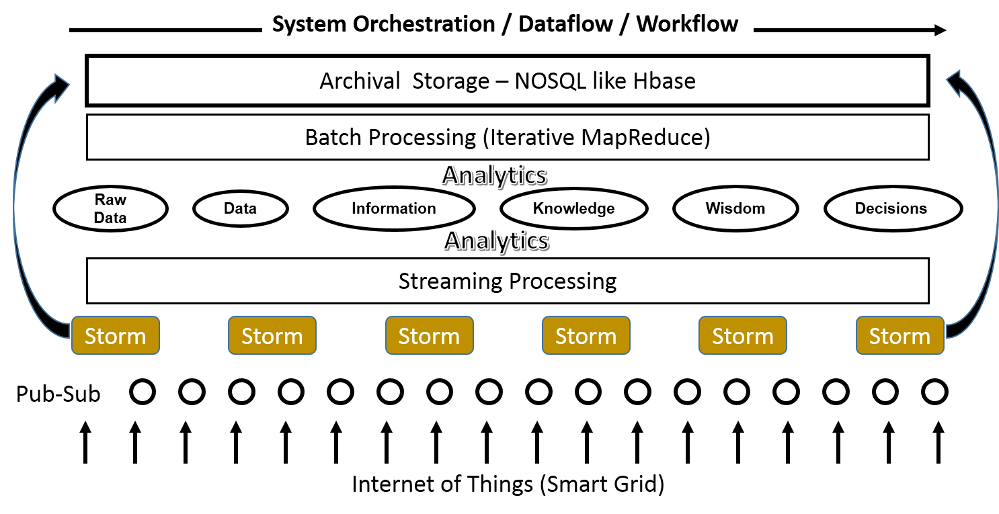 System Orchestration / Dataflow / Workflow
Archival Storage – NOSQL like Hbase
Batch Processing (Iterative MapReduce)
Analytics
Raw
Data
Data
Information
Knowledge
Wisdom
Decisions
Analytics
Streaming Processing
Storm
Storm
Storm
Storm
Storm
Storm
Pub-Sub
Internet of Things (Smart Grid)